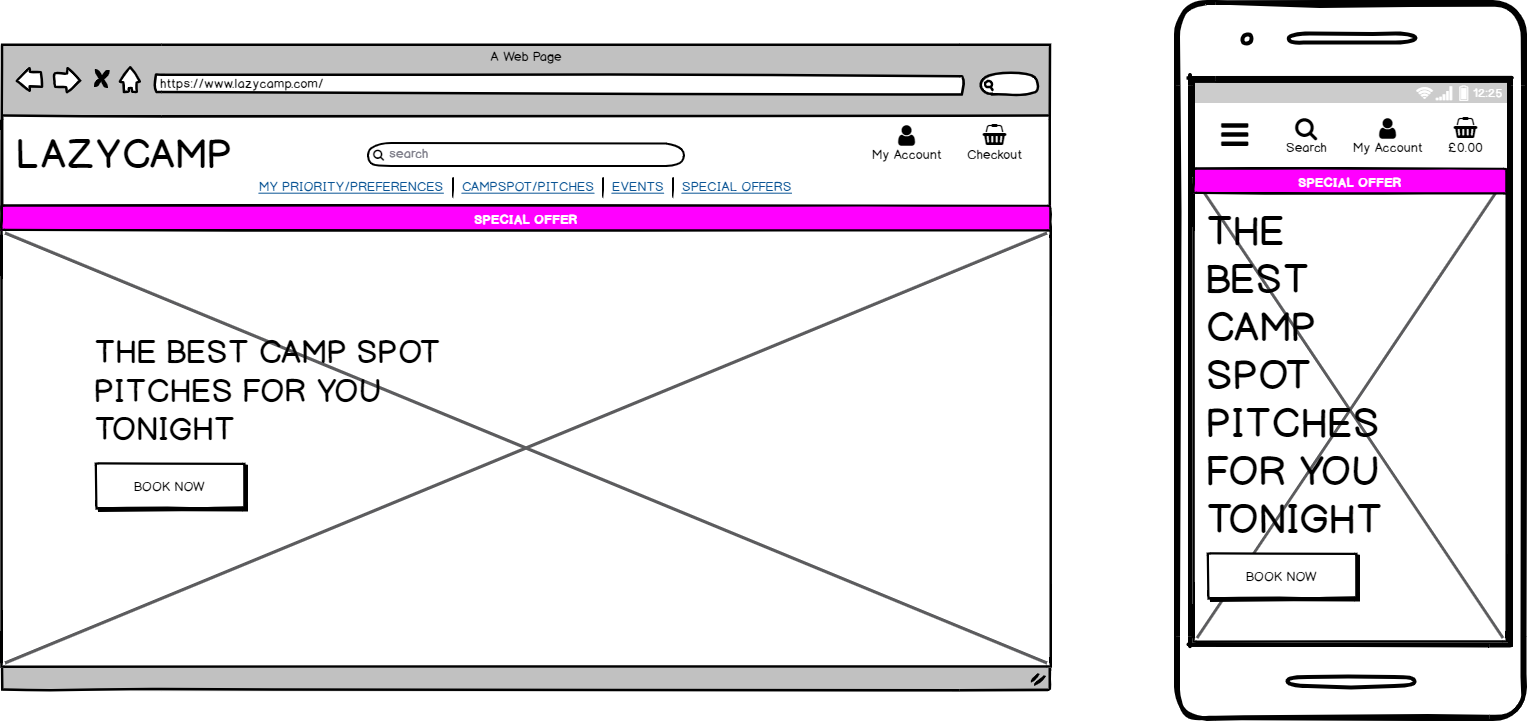 A Web Page
https://www.lazycamp.com/
LAZYCAMP
search
My Account
Checkout
MY PRIORITY/PREFERENCES
CAMPSPOT/PITCHES
EVENTS
SPECIAL OFFERS
SPECIAL OFFER
THE BEST CAMP SPOT
PITCHES FOR YOU
TONIGHT
BOOK NOW
12:25
Search
My Account
£0.00
SPECIAL OFFER
THE
BEST
CAMP
SPOT
PITCHES
FOR YOU
TONIGHT
BOOK NOW